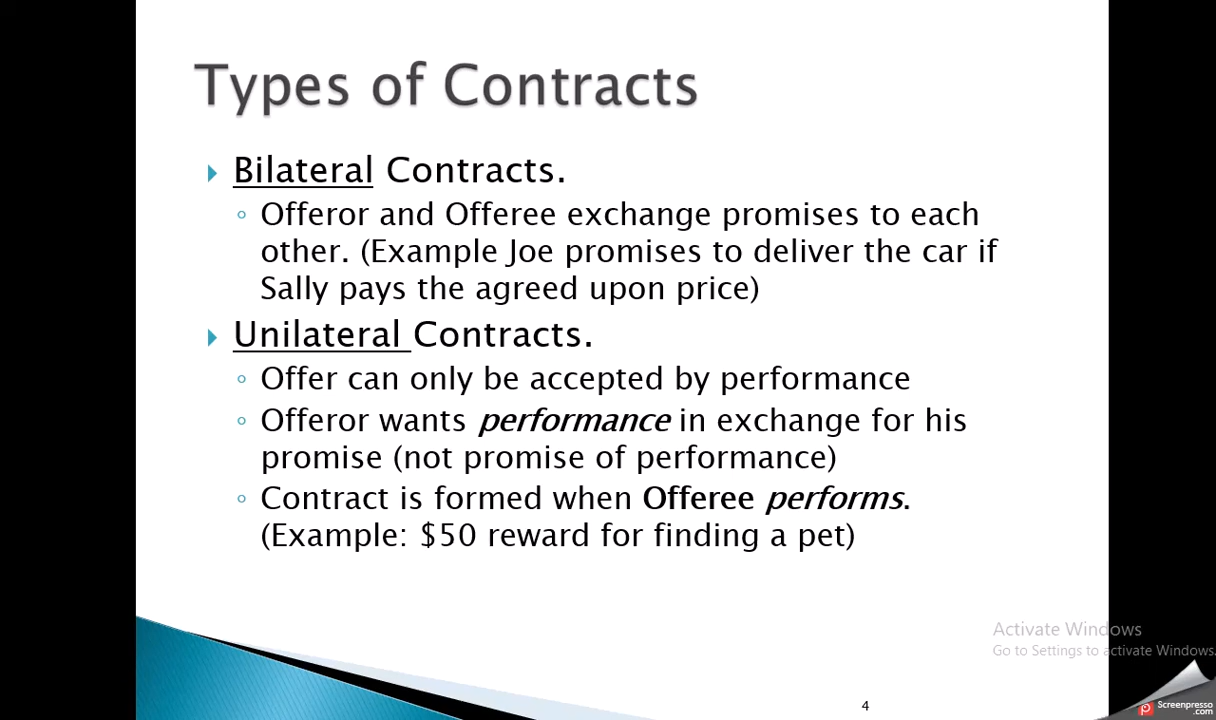 Types of Contracts
Bilateral Contracts.
Offeror and Offeree exchange promises to each
other. (Example Joe promises to deliver the car if
Sally pays the agreed upon price)
Unilateral Contracts.
Offer can only be accepted by performance
Offeror wants performance in exchange for his
promise (not promise of performance)
Contract is formed when Offeree performs.
(Example: $50 reward for finding a pet)
Activate Windows
Go to Settings to activate Windows.
4
Screenpresso
.com